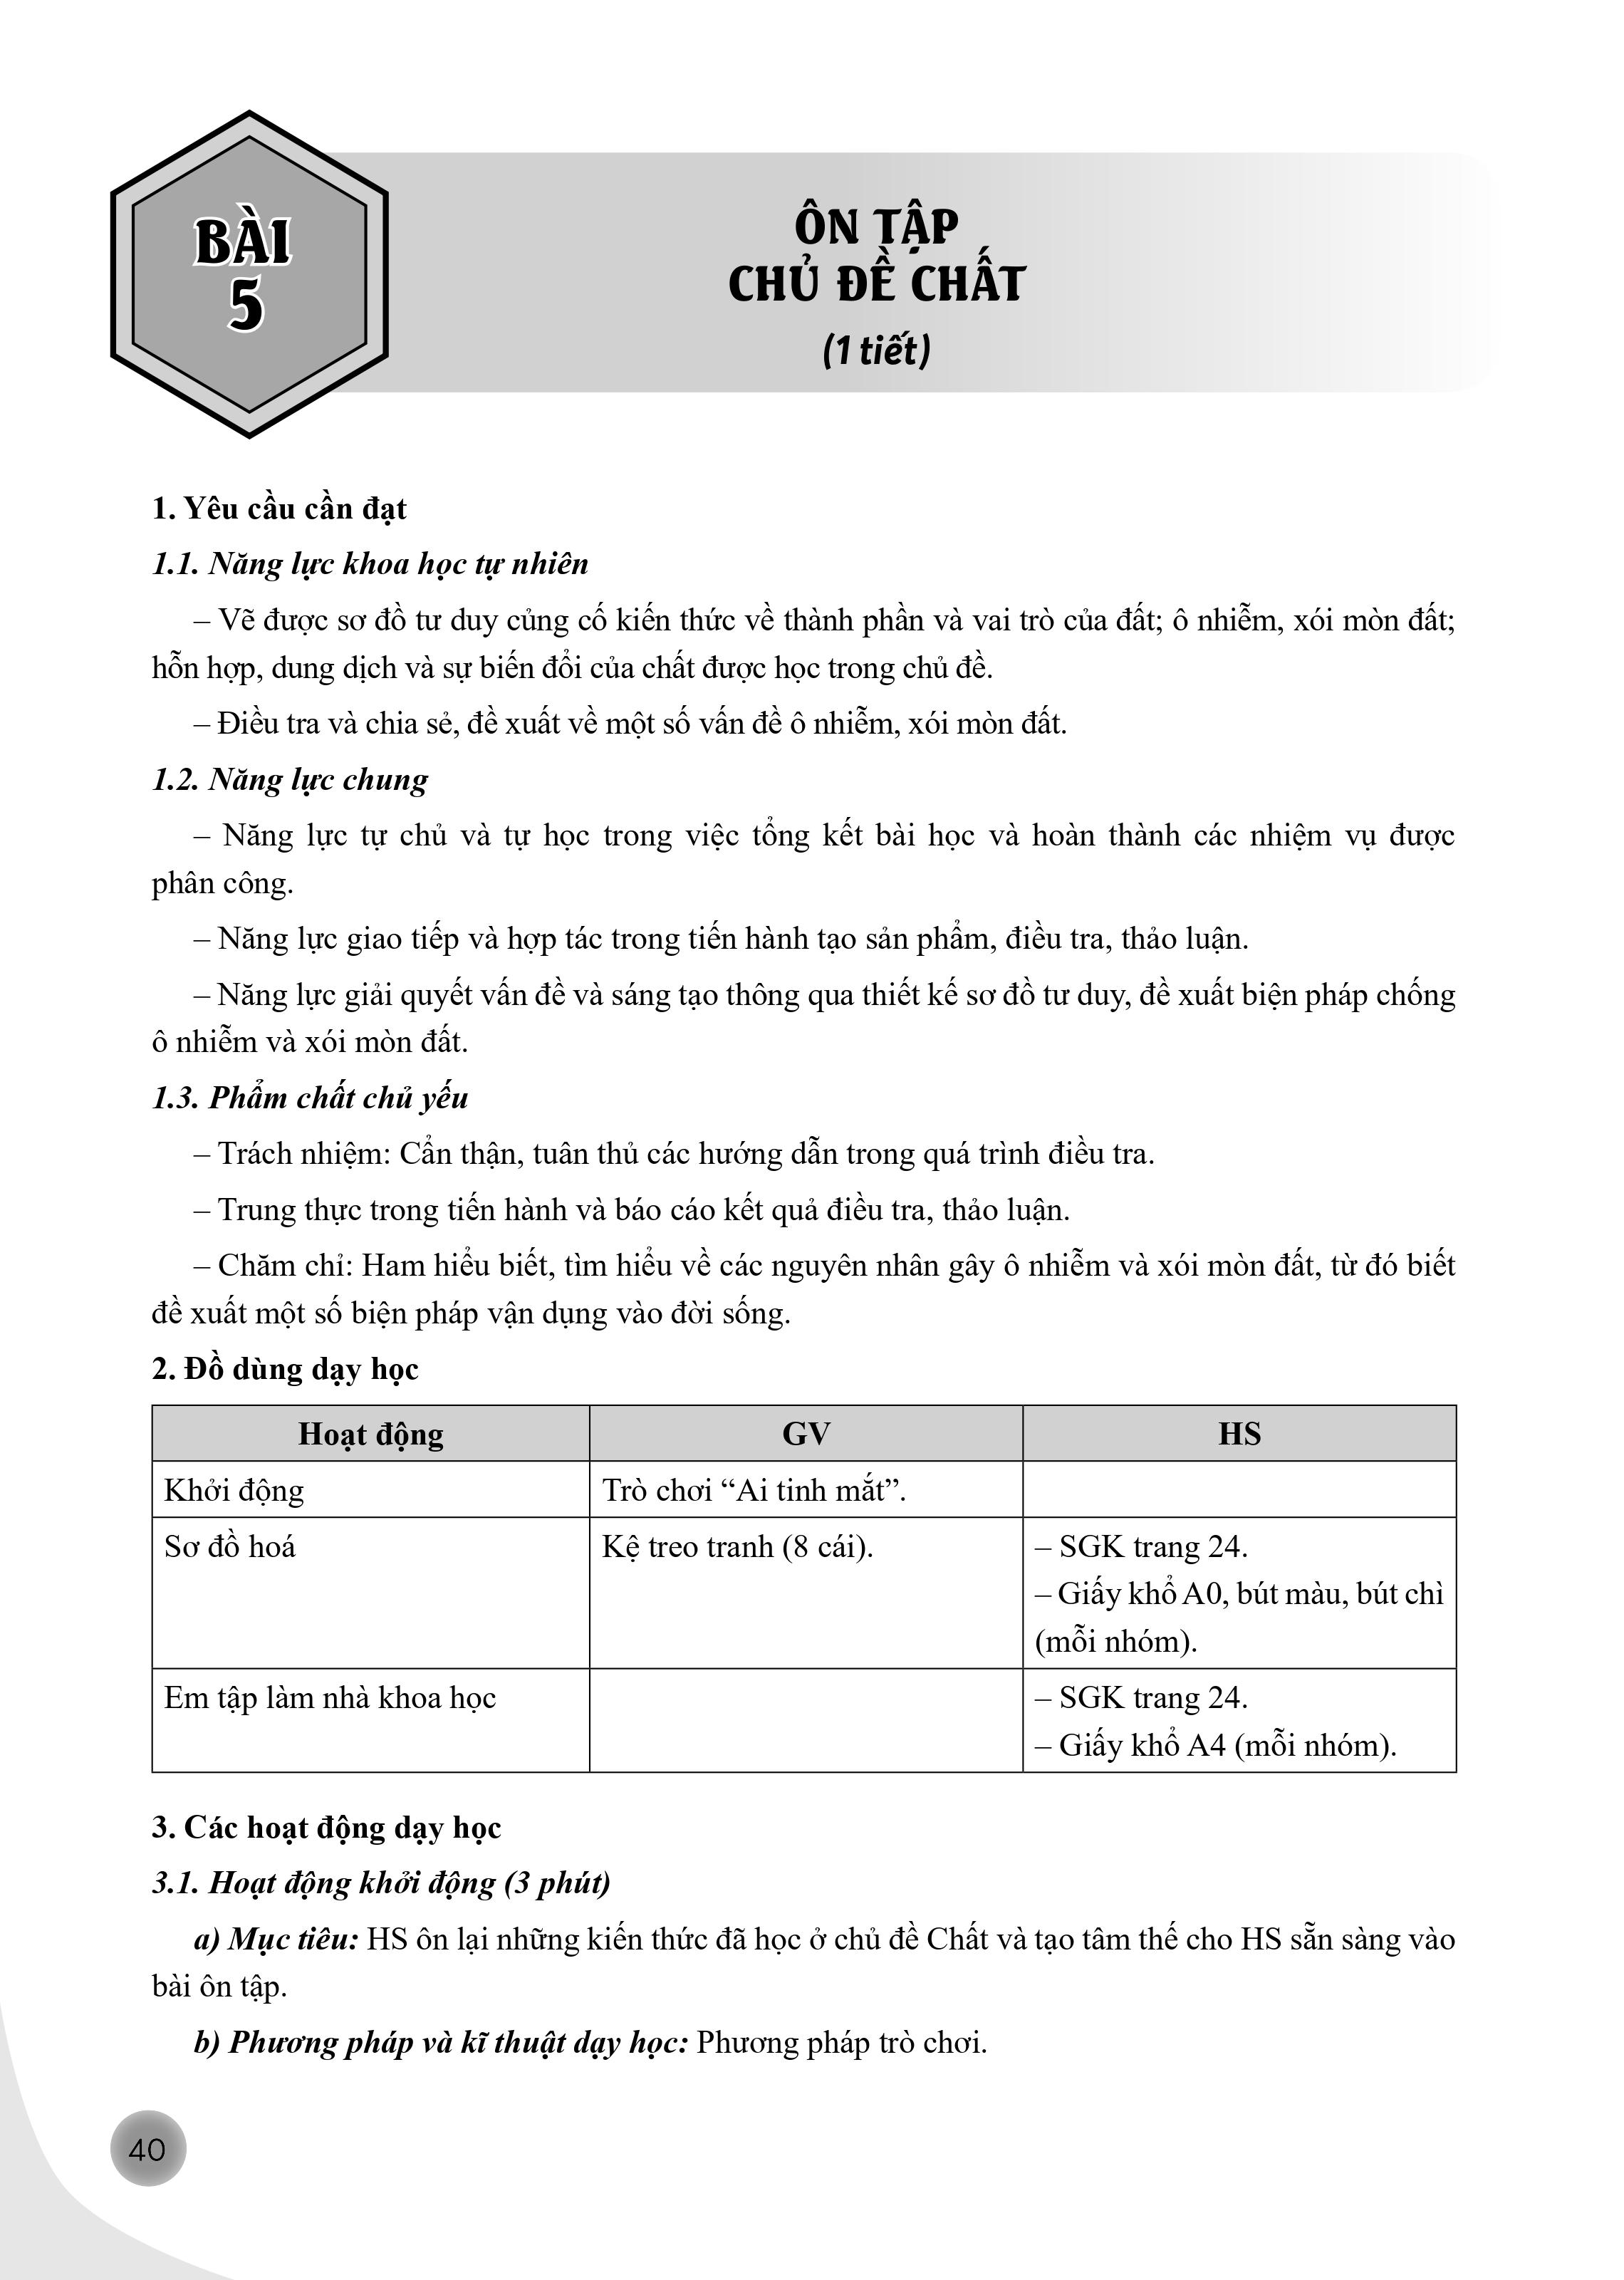 BÀI
5
ÔN TẬP
CHỦ ĐỀ CHẤT
(1 tiết)
1. Yêu cầu cần đạt
1.1. Năng lực khoa học tự nhiên
– Vẽ được sơ đồ tư duy củng cố kiến thức về thành phần và vai trò của đất; ô nhiễm, xói mòn đất;
hỗn hợp, dung dịch và sự biến đổi của chất được học trong chủ đề.
– Điều tra và chia sẻ, đề xuất về một số vấn đề ô nhiễm, xói mòn đất.
1.2. Năng lực chung
– Năng lực tự chủ và tự học trong việc tổng kết bài học và hoàn thành các nhiệm vụ được
phân công.
– Năng lực giao tiếp và hợp tác trong tiến hành tạo sản phẩm, điều tra, thảo luận.
– Năng lực giải quyết vấn đề và sáng tạo thông qua thiết kế sơ đồ tư duy, đề xuất biện pháp chống
ô nhiễm và xói mòn đất.
1.3. Phẩm chất chủ yếu
– Trách nhiệm: Cẩn thận, tuân thủ các hướng dẫn trong quá trình điều tra.
– Trung thực trong tiến hành và báo cáo kết quả điều tra, thảo luận.
– Chăm chỉ: Ham hiểu biết, tìm hiểu về các nguyên nhân gây ô nhiễm và xói mòn đất, từ đó biết
đề xuất một số biện pháp vận dụng vào đời sống.
2. Đồ dùng dạy học
Hoạt động GV HS
Khởi động Trò chơi “Ai tinh mắt”.
Sơ đồ hoá Kệ treo tranh (8 cái). – SGK trang 24.
– Giấy khổ A0, bút màu, bút chì
(mỗi nhóm).
Em tập làm nhà khoa học – SGK trang 24.
– Giấy khổ A4 (mỗi nhóm).
3. Các hoạt động dạy học
3.1. Hoạt động khởi động (3 phút)
a) Mục tiêu: HS ôn lại những kiến thức đã học ở chủ đề Chất và tạo tâm thế cho HS sẵn sàng vào
bài ôn tập.
b) Phương pháp và kĩ thuật dạy học: Phương pháp trò chơi.
40